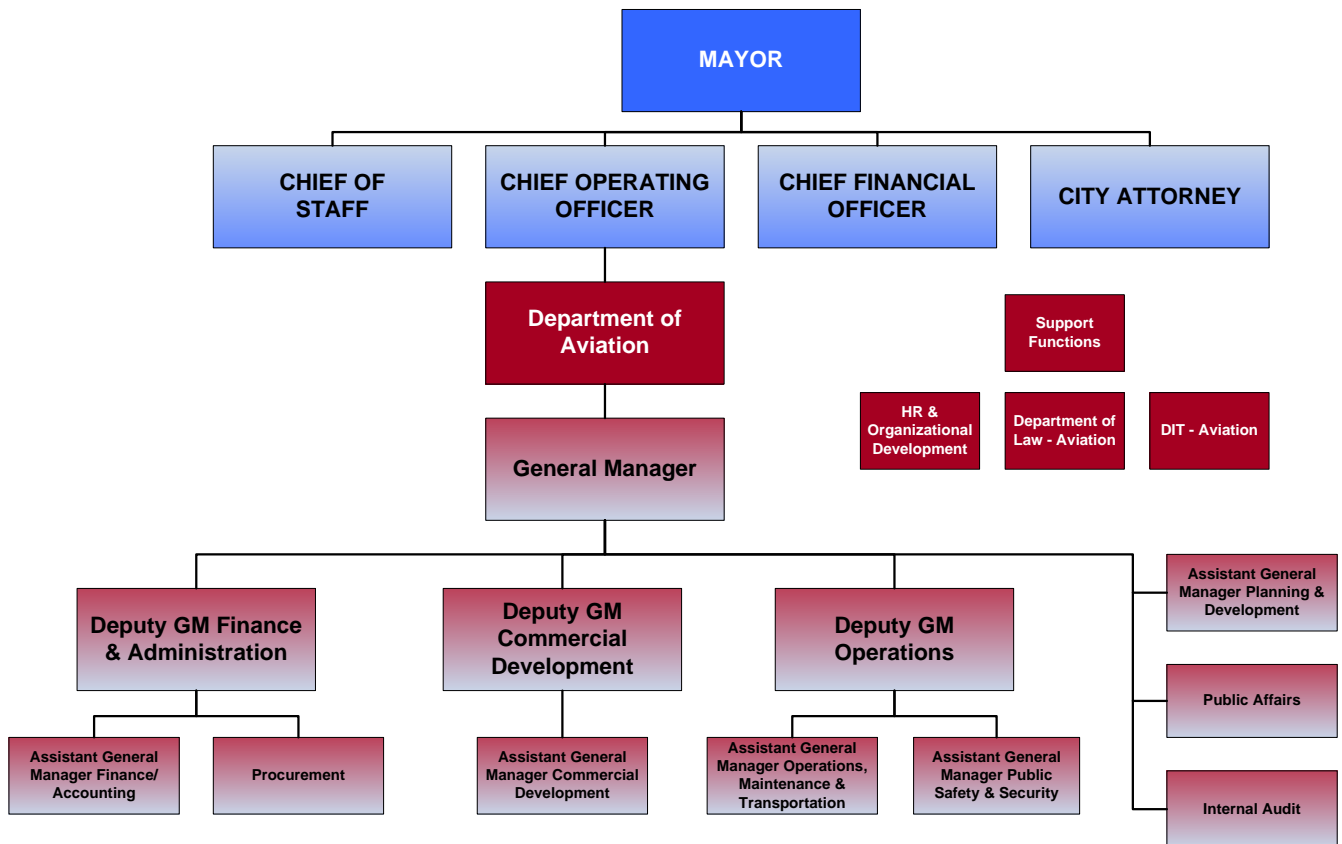 MAYOR
CHIEF OF
STAFF
CHIEF OPERATING
OFFICER
CHIEF FINANCIAL
OFFICER
CITY ATTORNEY
Department of
Aviation
Support
Functions
HR &
Organizational
Development
Department of
Law - Aviation
DIT - Aviation
General Manager
Deputy GM Finance
& Administration
Deputy GM
Commercial
Development
Deputy GM
Operations
Assistant General
Manager Planning &
Development
Public Affairs
Internal Audit
Assistant General
Manager Finance/
Accounting
Procurement
Assistant General
Manager Commercial
Development
Assistant General
Manager Operations,
Maintenance &
Transportation
Assistant General
Manager Public
Safety & Security